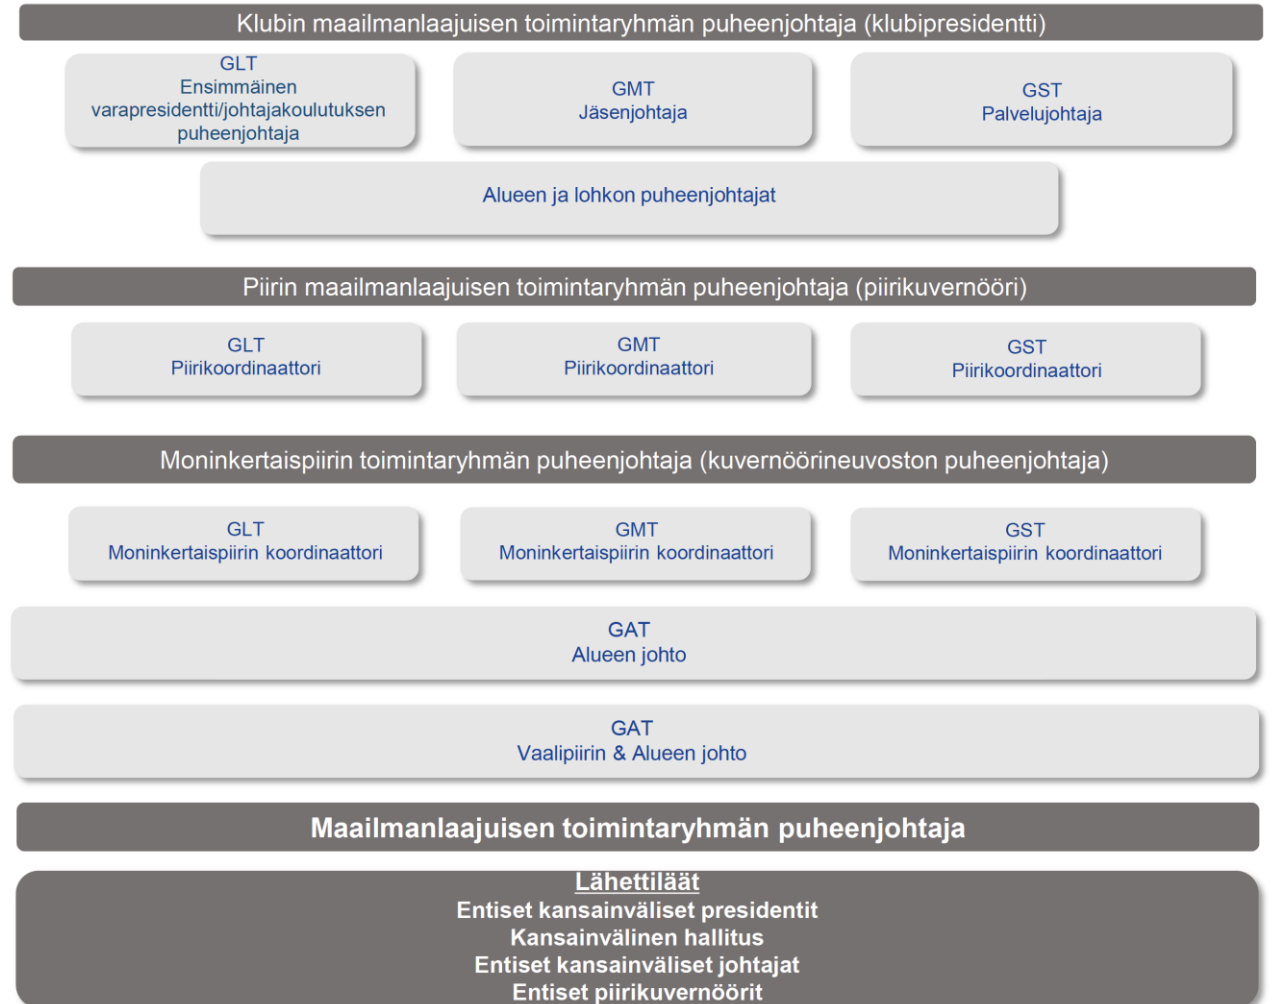 Klubin maailmanlaajuisen toimintaryhmän puheenjohtaja (klubipresidentti)
GLT
Ensimmäinen
varapresidentti/johtajakoulutuksen
puheenjohtaja
GMT
Jäsenjohtaja
GST
Palvelujohtaja
Alueen ja lohkon puheenjohtajat
Piirin maailmanlaajuisen toimintaryhmän puheenjohtaja (piirikuvernööri)
GLT
Piirikoordinaattori
GMT
Piirikoordinaattori
GST
Piirikoordinaattori
Moninkertaispiirin toimintaryhmän puheenjohtaja (kuvernöörineuvoston puheenjohtaja)
GLT
Moninkertaispiirin koordinaattori
GMT
Moninkertaispiirin koordinaattori
GST
Moninkertaispiirin koordinaattori
GAT
Alueen johto
GAT
Vaalipiirin & Alueen johto
Maailmanlaajuisen toimintaryhmän puheenjohtaja
Lähettiläät
Entiset kansainväliset presidentit
Kansainvälinen hallitus
Entiset kansainväliset johtajat
Entiset piirikuvernöörit